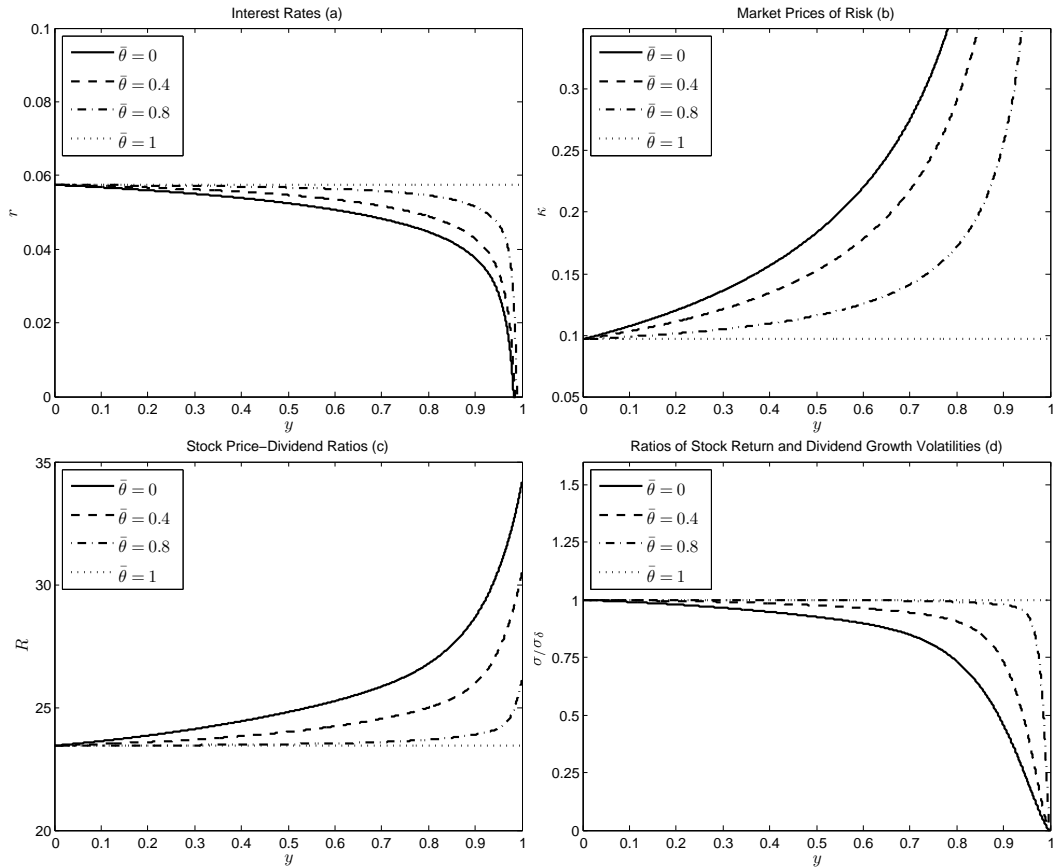 Interest Rates (a)
0.1
0.08
0.06
0.04
0.02
0
r
θ̄ = 0
θ̄ = 0.4
θ̄ = 0.8
θ̄ = 1
0 0.1 0.2 0.3 0.4 0.5 0.6 0.7 0.8 0.9 1
y
Market Prices of Risk (b)
0.3
0.25
0.2
0.15
0.1
0.05
κ
θ̄ = 0
θ̄ = 0.4
θ̄ = 0.8
θ̄ = 1
0 0.1 0.2 0.3 0.4 0.5 0.6 0.7 0.8 0.9 1
y
Stock Price−Dividend Ratios (c)
35
30
25
20
R
θ̄ = 0
θ̄ = 0.4
θ̄ = 0.8
θ̄ = 1
0 0.1 0.2 0.3 0.4 0.5 0.6 0.7 0.8 0.9 1
y
Ratios of Stock Return and Dividend Growth Volatilities (d)
1.5
1.25
1
0.75
0.5
0.25
0
σ/σδ
θ̄ = 0
θ̄ = 0.4
θ̄ = 0.8
θ̄ = 1
0 0.1 0.2 0.3 0.4 0.5 0.6 0.7 0.8 0.9 1
y